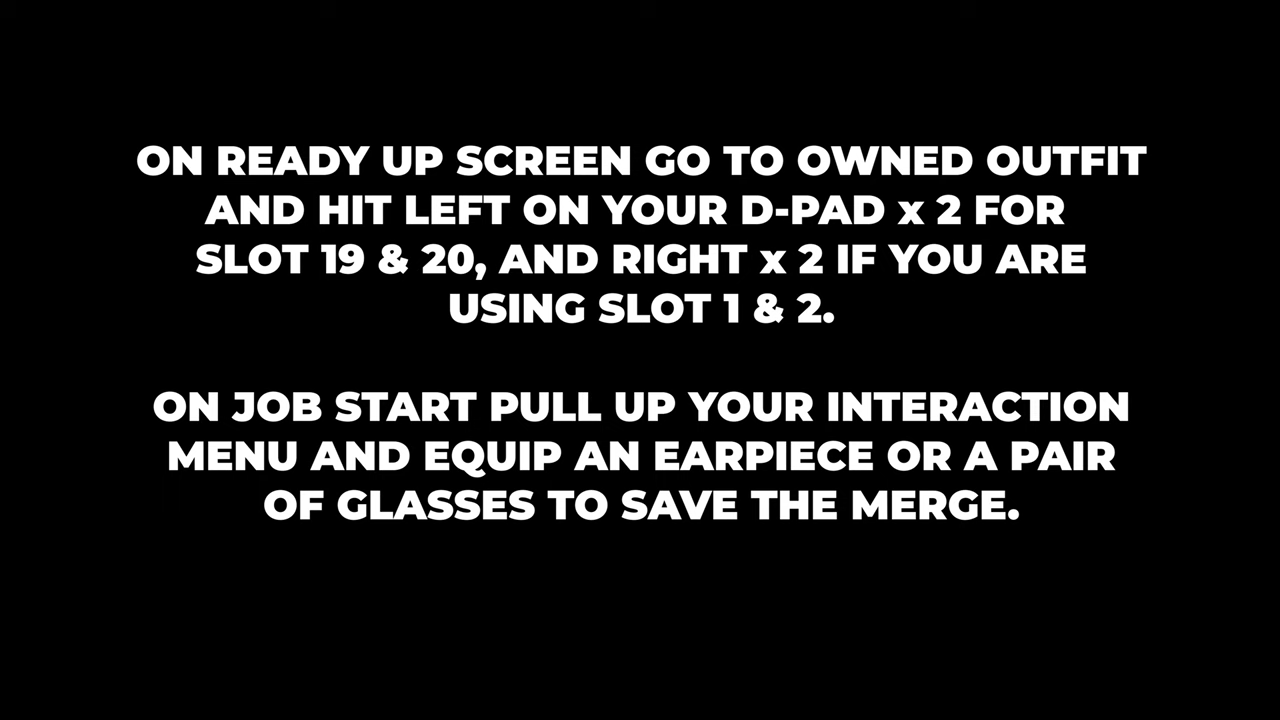 ON READY UP SCREEN GO TO OWNED OUTFIT
AND HIT LEFT ON YOUR D-PAD x 2 FOR
SLOT 19 & 20, AND RIGHT x 2 IF YOU ARE
USING SLOT 1 & 2.
ON JOB START PULL UP YOUR INTERACTION
MENU AND EQUIP AN EARPIECE OR A PAIR
OF GLASSES TO SAVE THE MERGE.